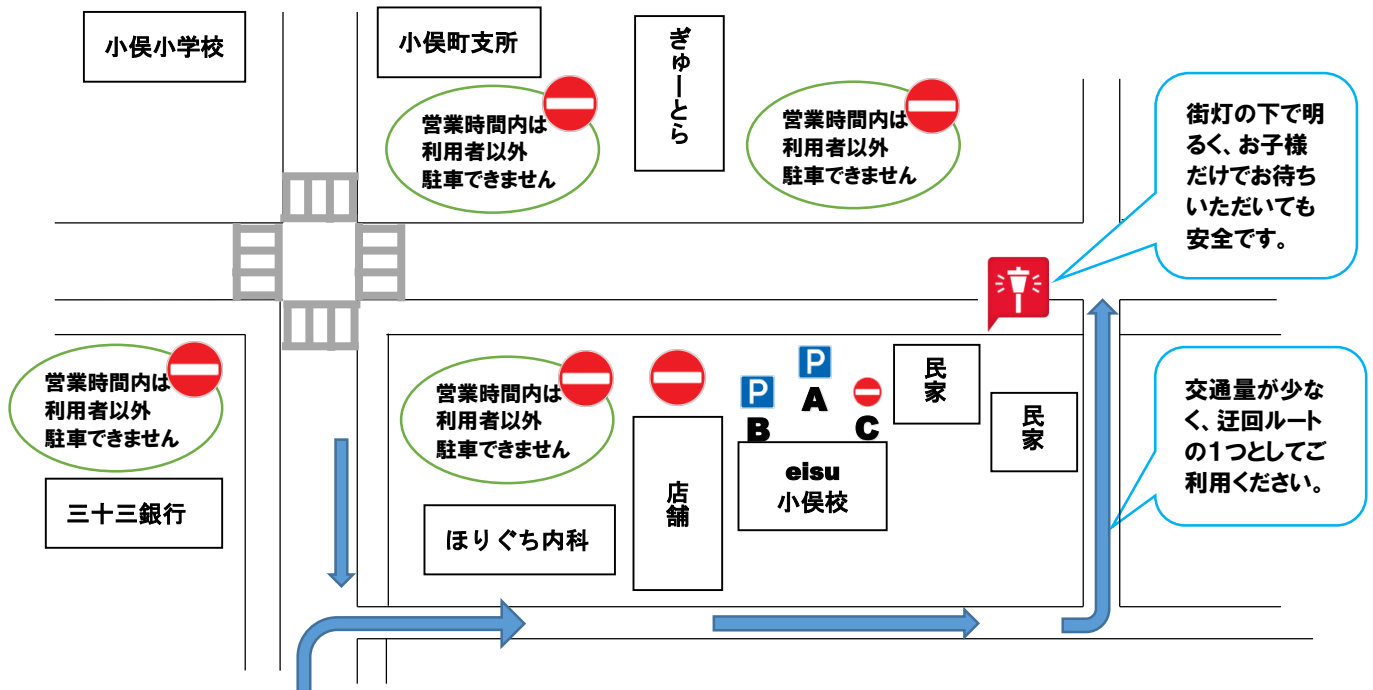 小俣小学校
小俣町支所
ぎゅーとら
営業時間内は
利用者以外
駐車できません
営業時間内は
利用者以外
駐車できません
街灯の下で明
るく、お子様
だけでお待ち
いただいても
安全です。
営業時間内は
利用者以外
駐車できません
三十三銀行
営業時間内は
利用者以外
駐車できません
ほりぐち内科
店舗
P
B
P
A
C
eisu
小俣校
民家
民家
交通量が少な
く、迂回ルート
の1つとしてご
利用ください。